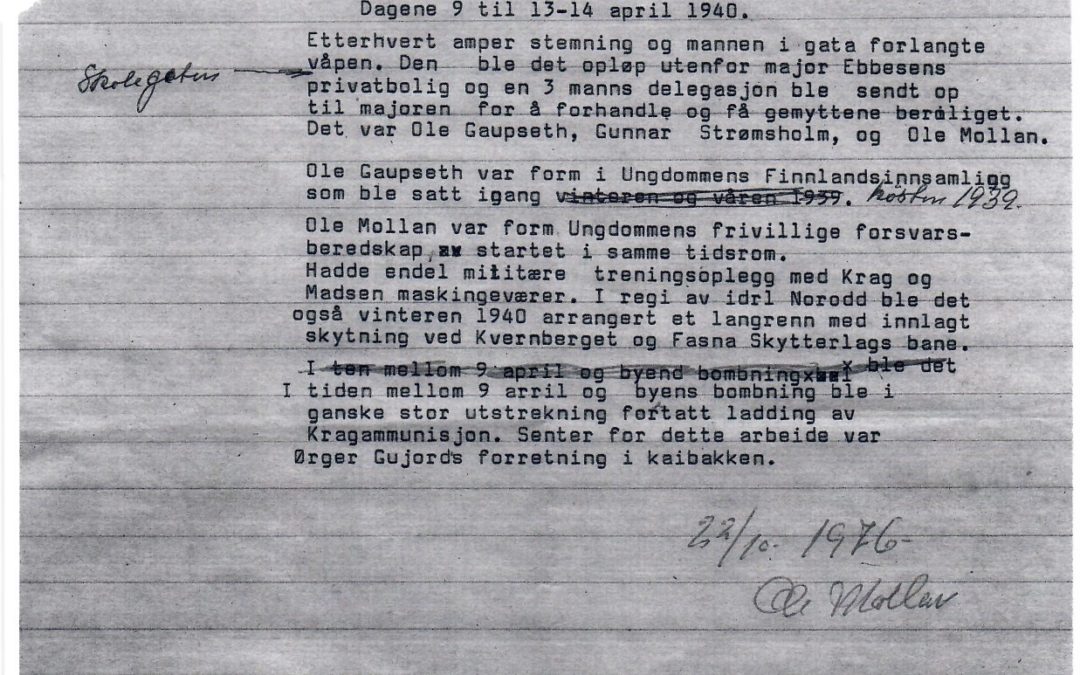 Dagene 9 til 13-14 april 1940.
Etterhvert amper stemning og mannen i gata forlangte
Skolegaten
våpen. Den ble det opløp utenfor major Ebbesens
privatbolig og en 3 manns delegasjon ble sendt op
til majoren for å forhandle og få gemyttene beroliget.
Det var Ole Gaupseth, Gunnar Strømsholm, og Ole Mollan.
Ole Gaupseth var form i Ungdommens Finnlandsinnsamligg
som ble satt igang vinteren og våren 1939. høsten 1939.
Ole Mollan var form Ungdommens frivillige forsvars-
beredskap, startet i samme tidsrom.
Hadde endel militære treningsoplegg med Krag og
Madsen maskingeværer. I regi av idrl Norodd ble det
også vinteren 1940 arrangert et langrenn med innlagt
skytning ved Kvernberget og Fasna Skytterlags bane.
I ten mellom 9 april og byend bombning ble det
I tiden mellom 9 arril og byens bombning ble i
ganske stor utstrekning fortatt ladding av
Kragammunisjon. Senter for dette arbeide var
Ørger Gujords forretning i kaibakken.
22/10. 1976-
Ole Mollan